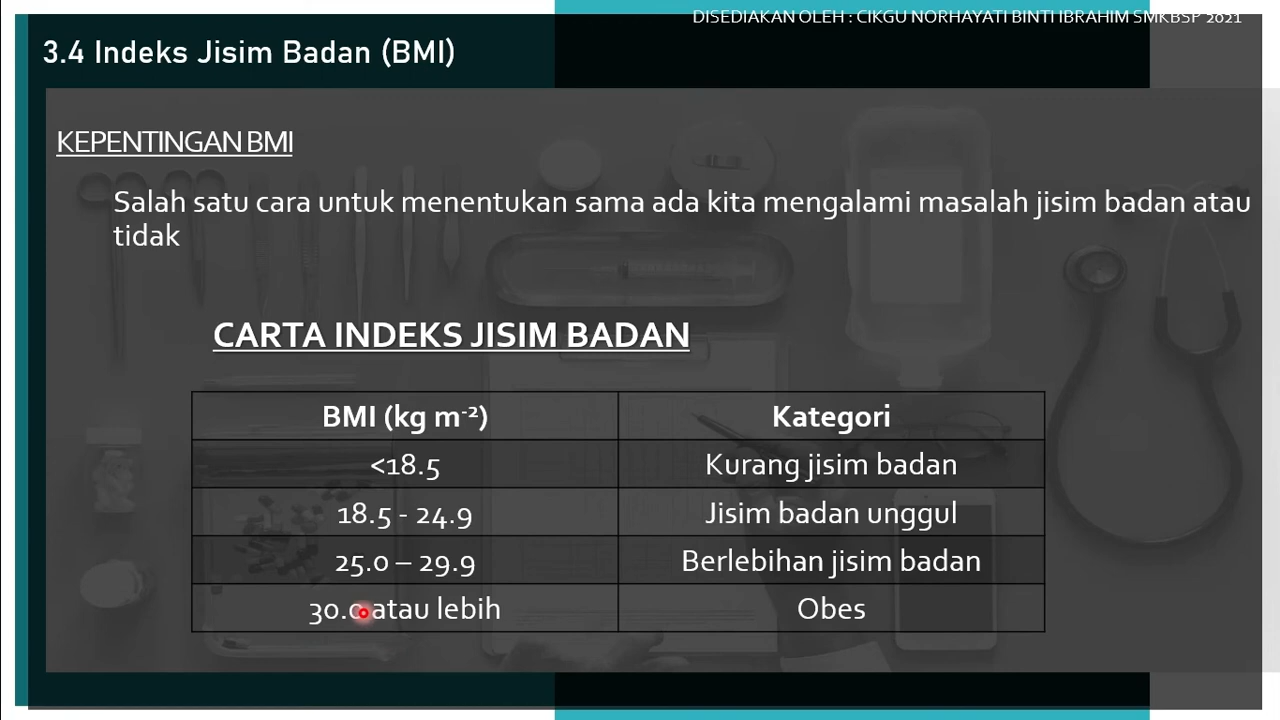 DISEDIAKAN OLEH : CIKGU NORHAYATI BINTI IBRAHIM SMKBSP 2021
3.4 Indeks Jisim Badan (BMI)
KEPENTINGAN BMI
Salah satu cara untuk menentukan sama ada kita mengalami masalah jisim badan atau
tidak
CARTA INDEKS JISIM BADAN
BMI (kg m⁻²) Kategori
<18.5 Kurang jisim badan
18.5 - 24.9 Jisim badan unggul
25.0 – 29.9 Berlebihan jisim badan
30.0 atau lebih Obes